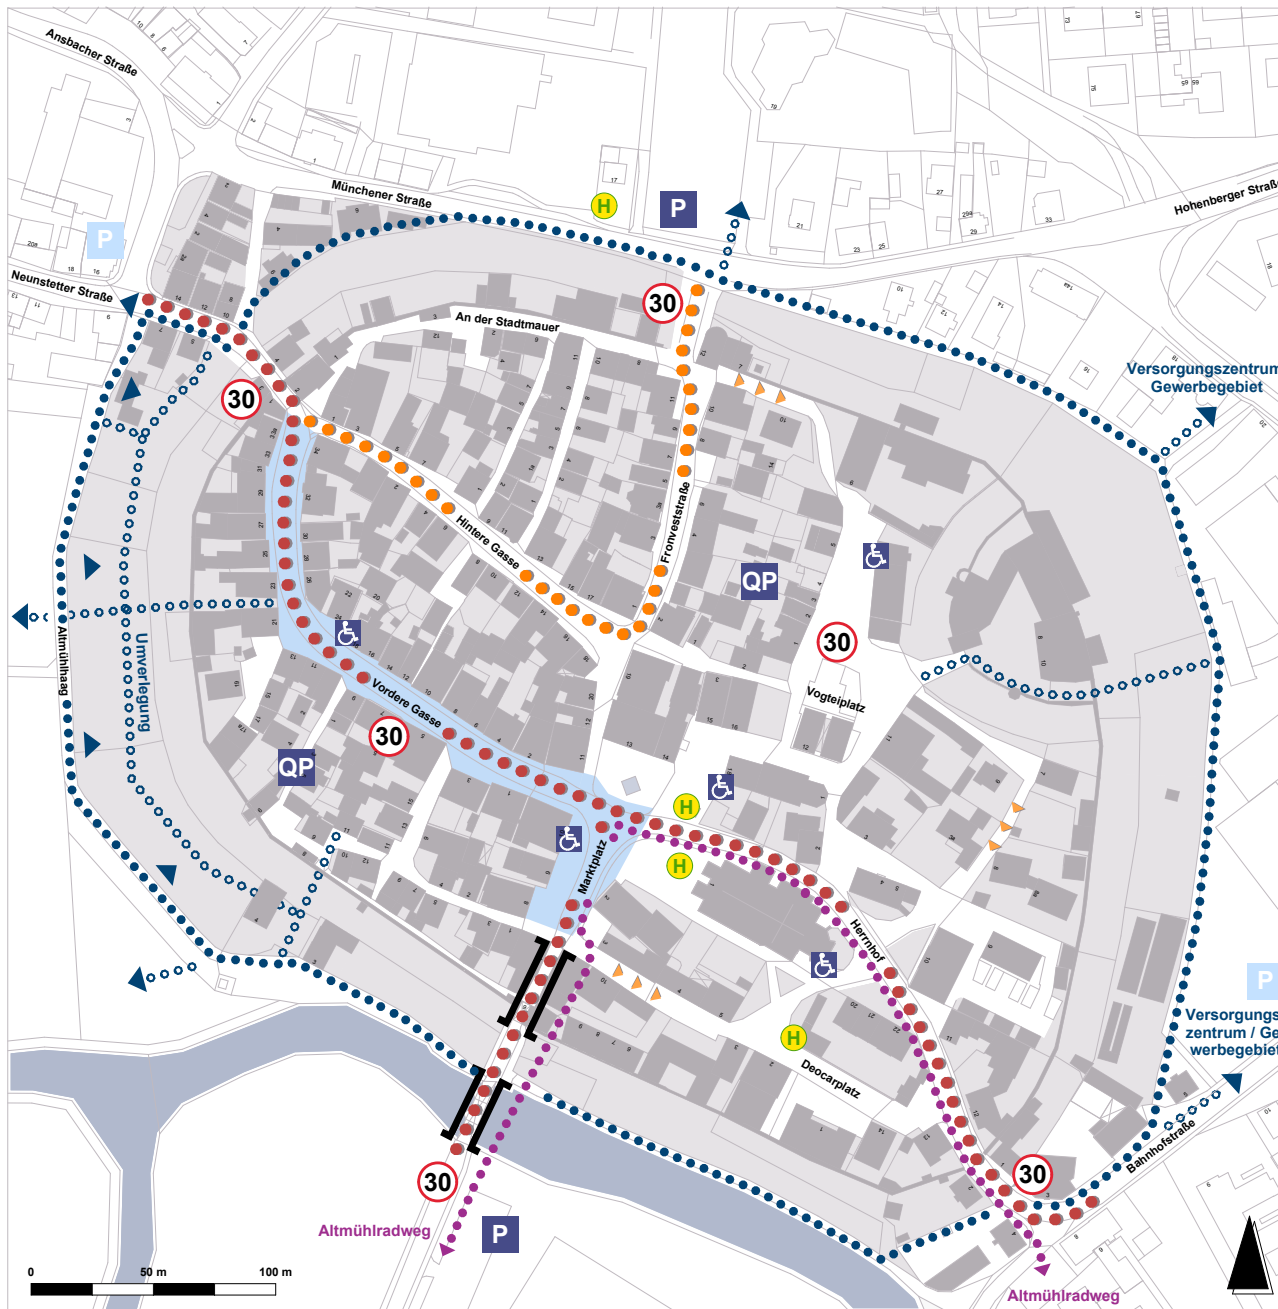 Ansbacher Straße
Münchener Straße
Hohenberger Straße
H
P
P
Neunstetter Straße
30
An der Stadtmauer
30
Versorgungszentrum
Gewerbegebiet
Hintere Gasse
Fronveststraße
QP
30
Altmühlhaag
Umverlegung
Vogteiplatz
Vordere Gasse
30
QP
H
H
Marktplatz
Herrnhof
P
Versorgungs
zentrum / Ge
werbegebiet
H
Deocarplatz
Bahnhofstraße
30
30
Altmühlradweg
P
0 50 m 100 m
Altmühlradweg